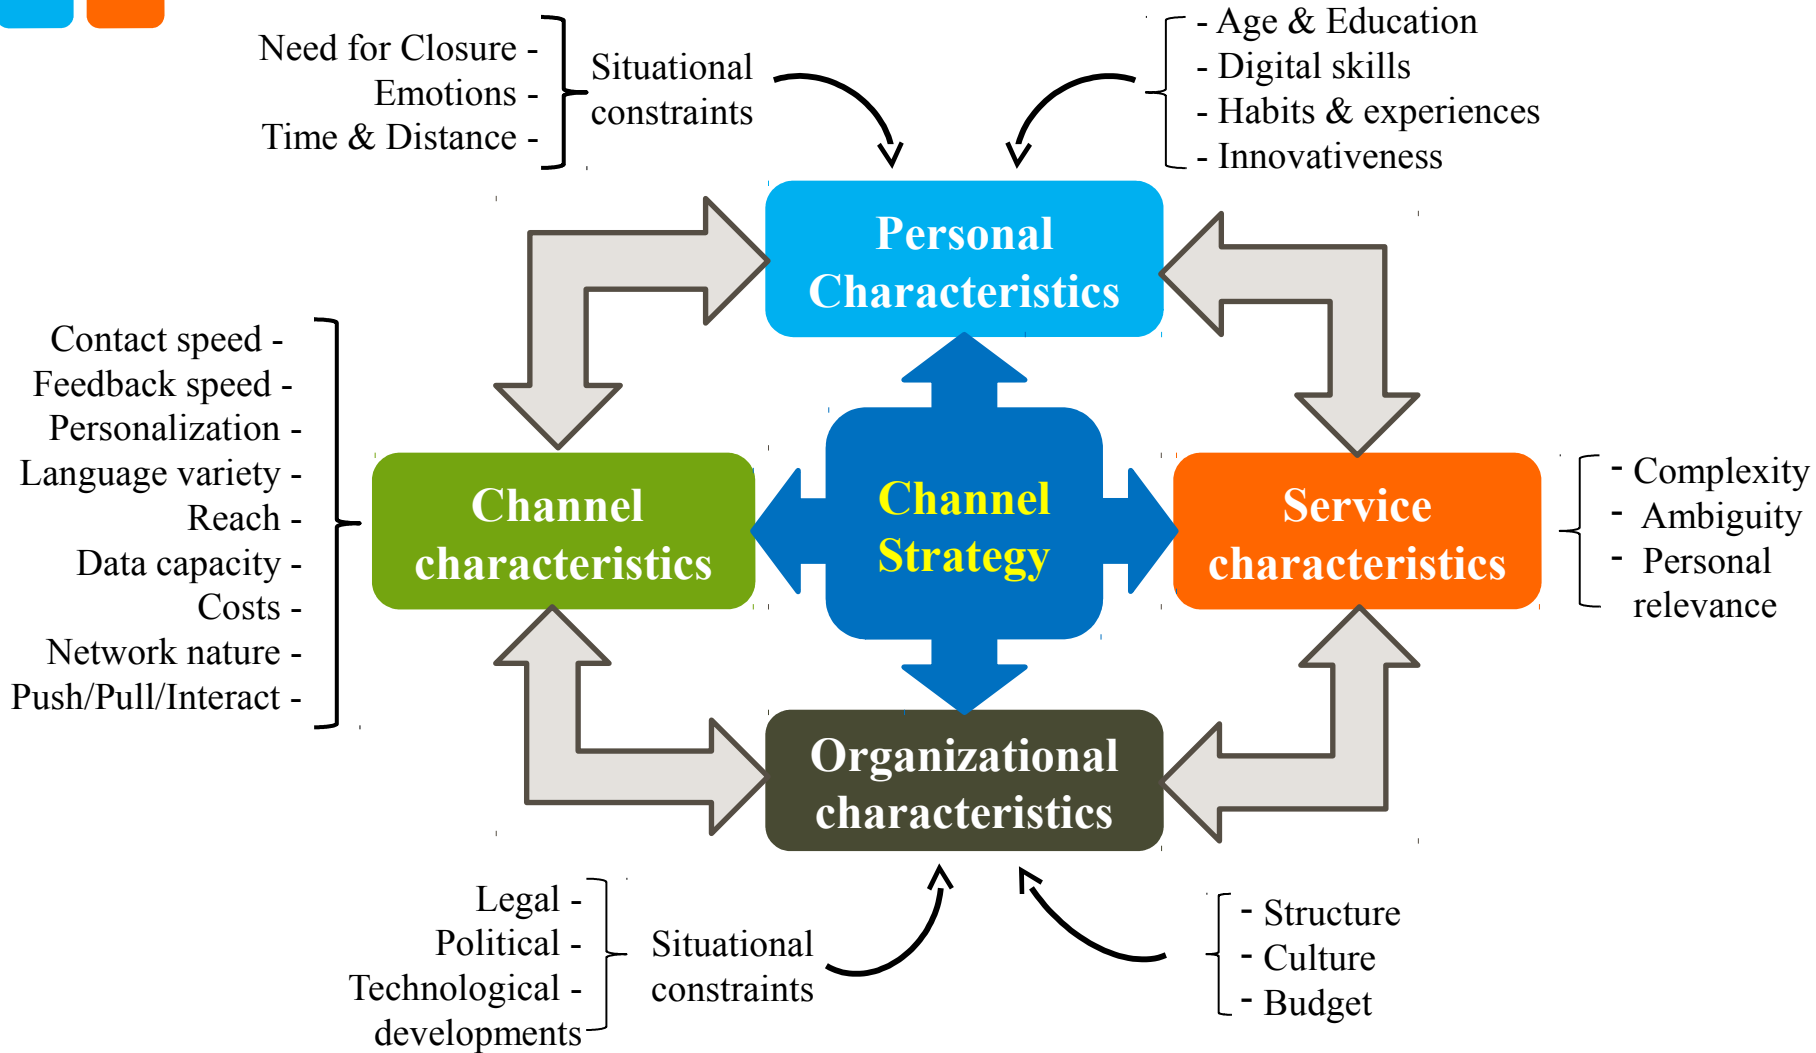 Need for Closure -
Emotions -
Time & Distance -
Situational
constraints
- Age & Education
- Digital skills
- Habits & experiences
- Innovativeness
Personal
Characteristics
Contact speed -
Feedback speed -
Personalization -
Language variety -
Reach -
Data capacity -
Costs -
Network nature -
Push/Pull/Interact -
Channel
characteristics
Channel
Strategy
Service
characteristics
- Complexity
- Ambiguity
- Personal
relevance
Organizational
characteristics
Legal -
Political -
Technological -
developments
Situational
constraints
- Structure
- Culture
- Budget